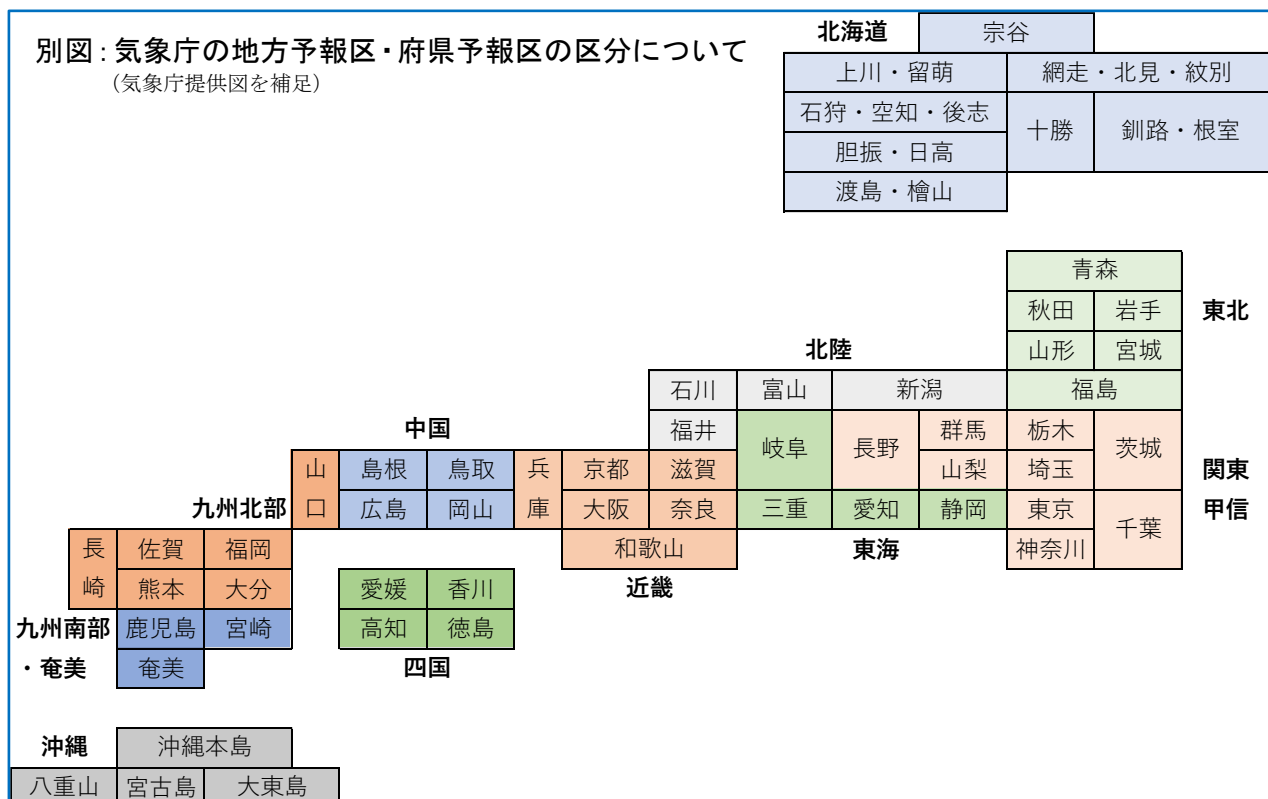 別図：気象庁の地方予報区・府県予報区の区分について
（気象庁提供図を補足）
北海道
宗谷
上川・留萌
網走・北見・紋別
石狩・空知・後志
十勝
釧路・根室
胆振・日高
渡島・檜山
青森
秋田
岩手
東北
北陸
山形
宮城
石川
富山
新潟
福島
中国
福井
岐阜
長野
群馬
栃木
茨城
山口
島根
鳥取
兵庫
京都
滋賀
山梨
埼玉
関東
九州北部
広島
岡山
大阪
奈良
三重
愛知
静岡
東京
千葉
甲信
長崎
佐賀
福岡
和歌山
東海
神奈川
熊本
大分
愛媛
香川
近畿
九州南部
鹿児島
宮崎
高知
徳島
・奄美
奄美
四国
沖縄
沖縄本島
八重山
宮古島
大東島